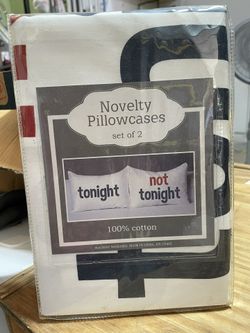 Novelty
Pillowcases
set of 2
tonight
not
tonight
100% cotton